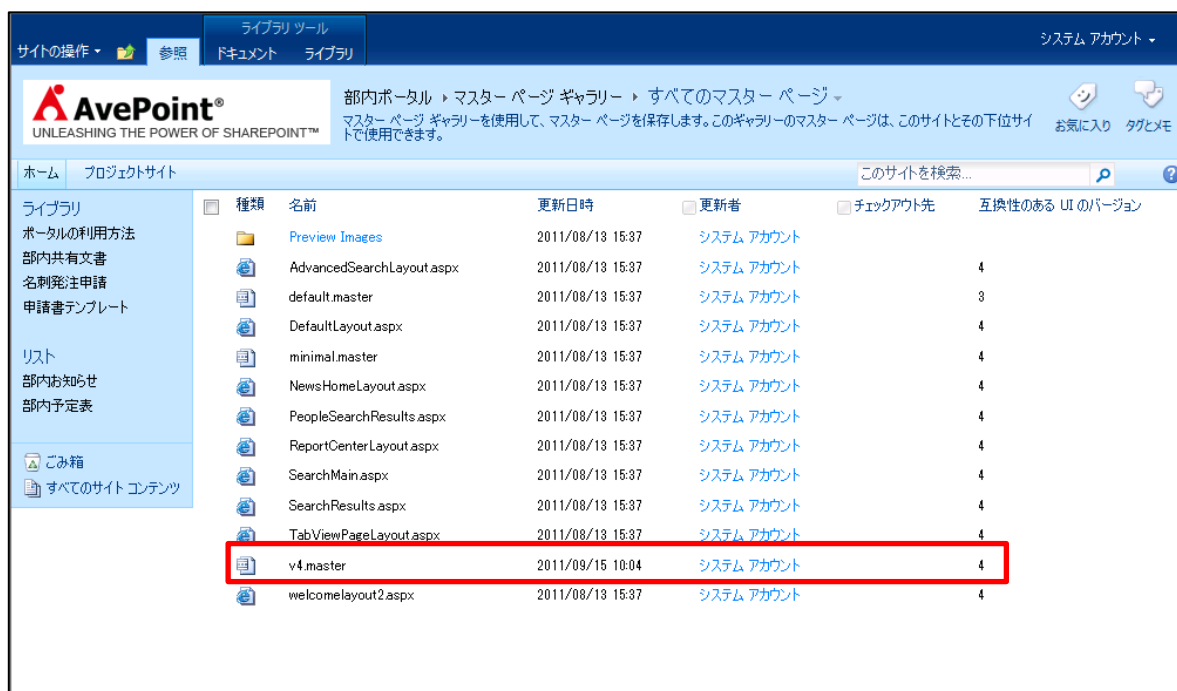 ライブラリ ツール
サイトの操作 参照 ドキュメント ライブラリ システム アカウント
AvePoint®
UNLEASHING THE POWER OF SHAREPOINT™
部内ポータル マスター ページ ギャラリー すべてのマスター ページ
マスター ページ ギャラリーを使用して、マスター ページを保存します。このギャラリーのマスター ページは、このサイトとその下位サイ
トで使用できます。
お気に入り タグとメモ
ホーム プロジェクトサイト このサイトを検索... ?
ライブラリ
ポータルの利用方法
部内共有文書
名刺発注申請
申請書テンプレート
リスト
部内お知らせ
部内予定表
ごみ箱
すべてのサイト コンテンツ
種類 名前 更新日時 更新者 チェックアウト先 互換性のある UI のバージョン
Preview Images 2011/08/13 15:37 システム アカウント
AdvancedSearchLayout.aspx 2011/08/13 15:37 システム アカウント 4
default.master 2011/08/13 15:37 システム アカウント 3
DefaultLayout.aspx 2011/08/13 15:37 システム アカウント 4
minimal.master 2011/08/13 15:37 システム アカウント 4
NewsHomeLayout.aspx 2011/08/13 15:37 システム アカウント 4
PeopleSearchResults.aspx 2011/08/13 15:37 システム アカウント 4
ReportCenterLayout.aspx 2011/08/13 15:37 システム アカウント 4
SearchMain.aspx 2011/08/13 15:37 システム アカウント 4
SearchResults.aspx 2011/08/13 15:37 システム アカウント 4
TabViewPageLayout.aspx 2011/08/13 15:37 システム アカウント 4
v4.master 2011/09/15 10:04 システム アカウント 4
welcomelayout2.aspx 2011/08/13 15:37 システム アカウント 4